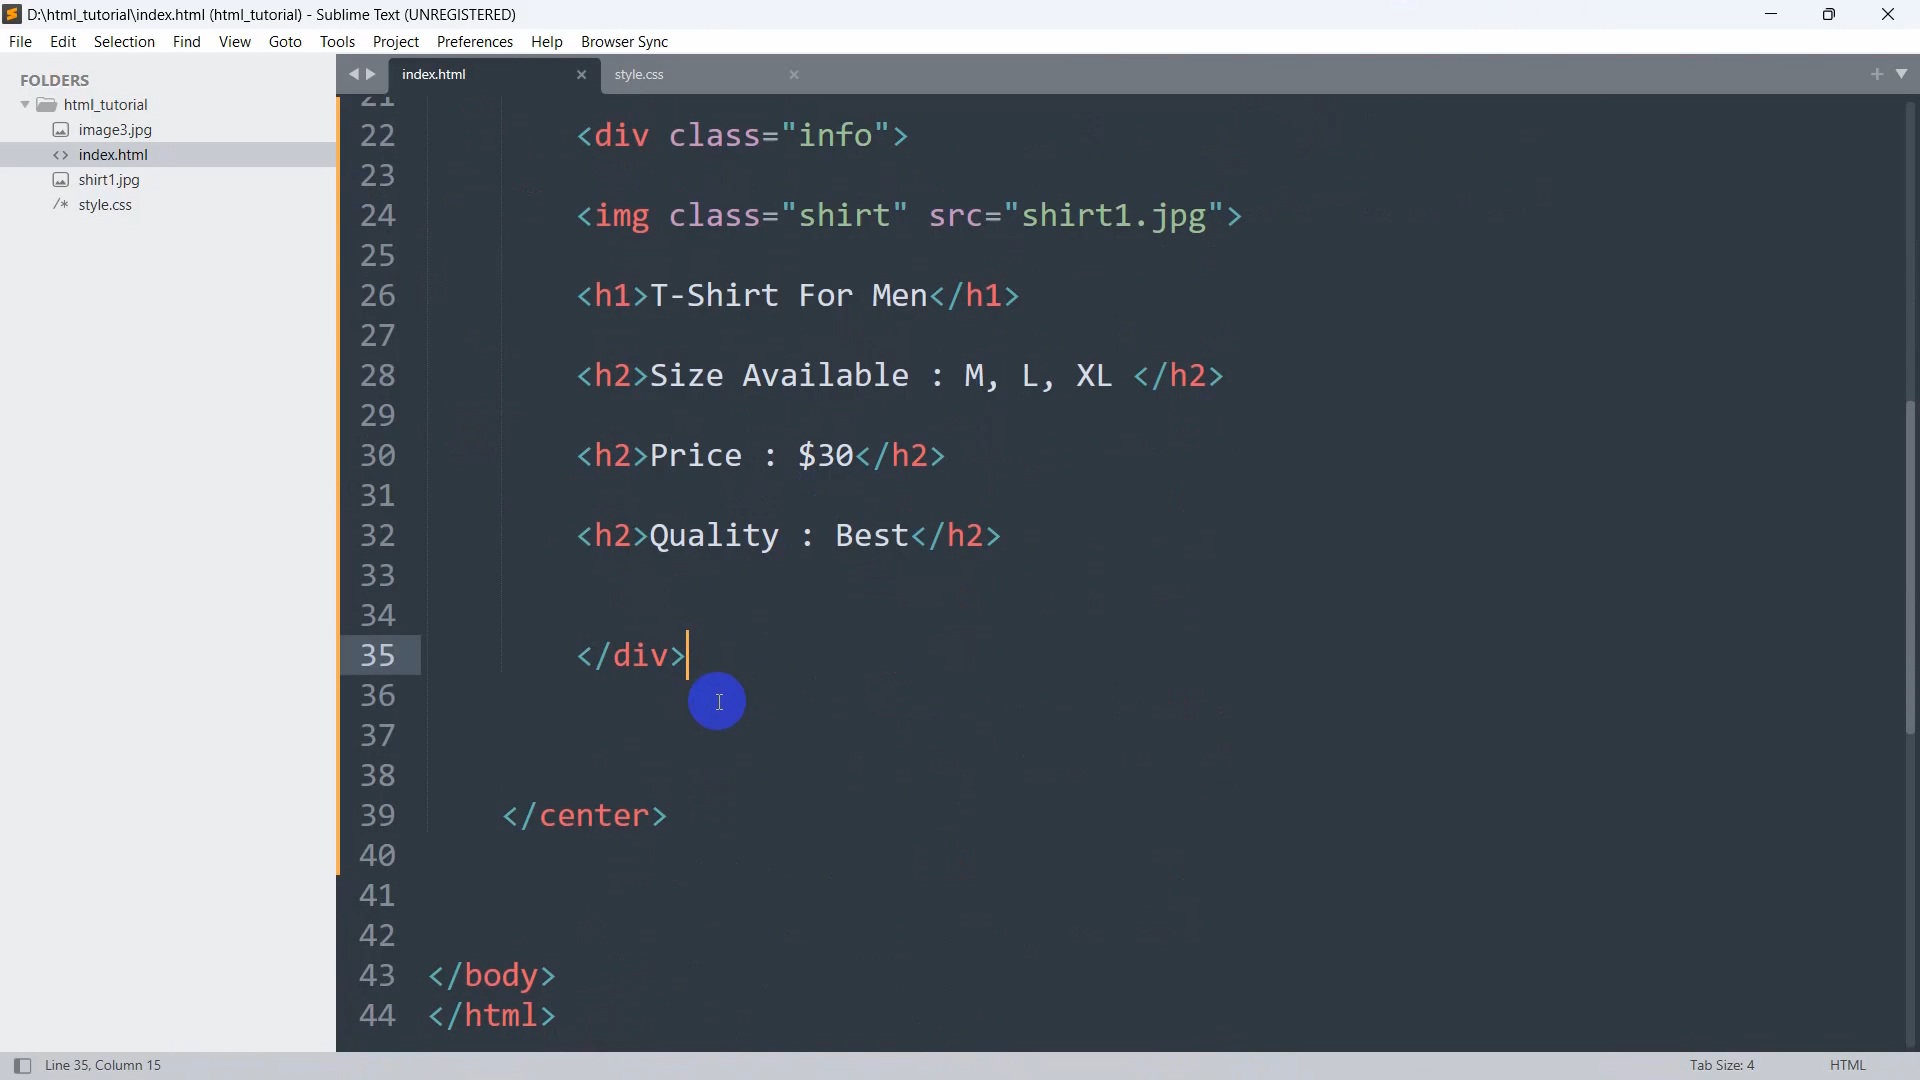 D:\html_tutorial\index.html (html_tutorial) - Sublime Text (UNREGISTERED)
File Edit Selection Find View Goto Tools Project Preferences Help Browser Sync
FOLDERS
html_tutorial
image3.jpg
<> index.html
shirt1.jpg
/* style.css
index.html
style.css
21
22 <div class="info">
23
24 <img class="shirt" src="shirt1.jpg">
25
26 <h1>T-Shirt For Men</h1>
27
28 <h2>Size Available : M, L, XL </h2>
29
30 <h2>Price : $30</h2>
31
32 <h2>Quality : Best</h2>
33
34
35 </div>
36
37
38
39 </center>
40
41
42
43 </body>
44 </html>
Line 35, Column 15
Tab Size: 4
HTML